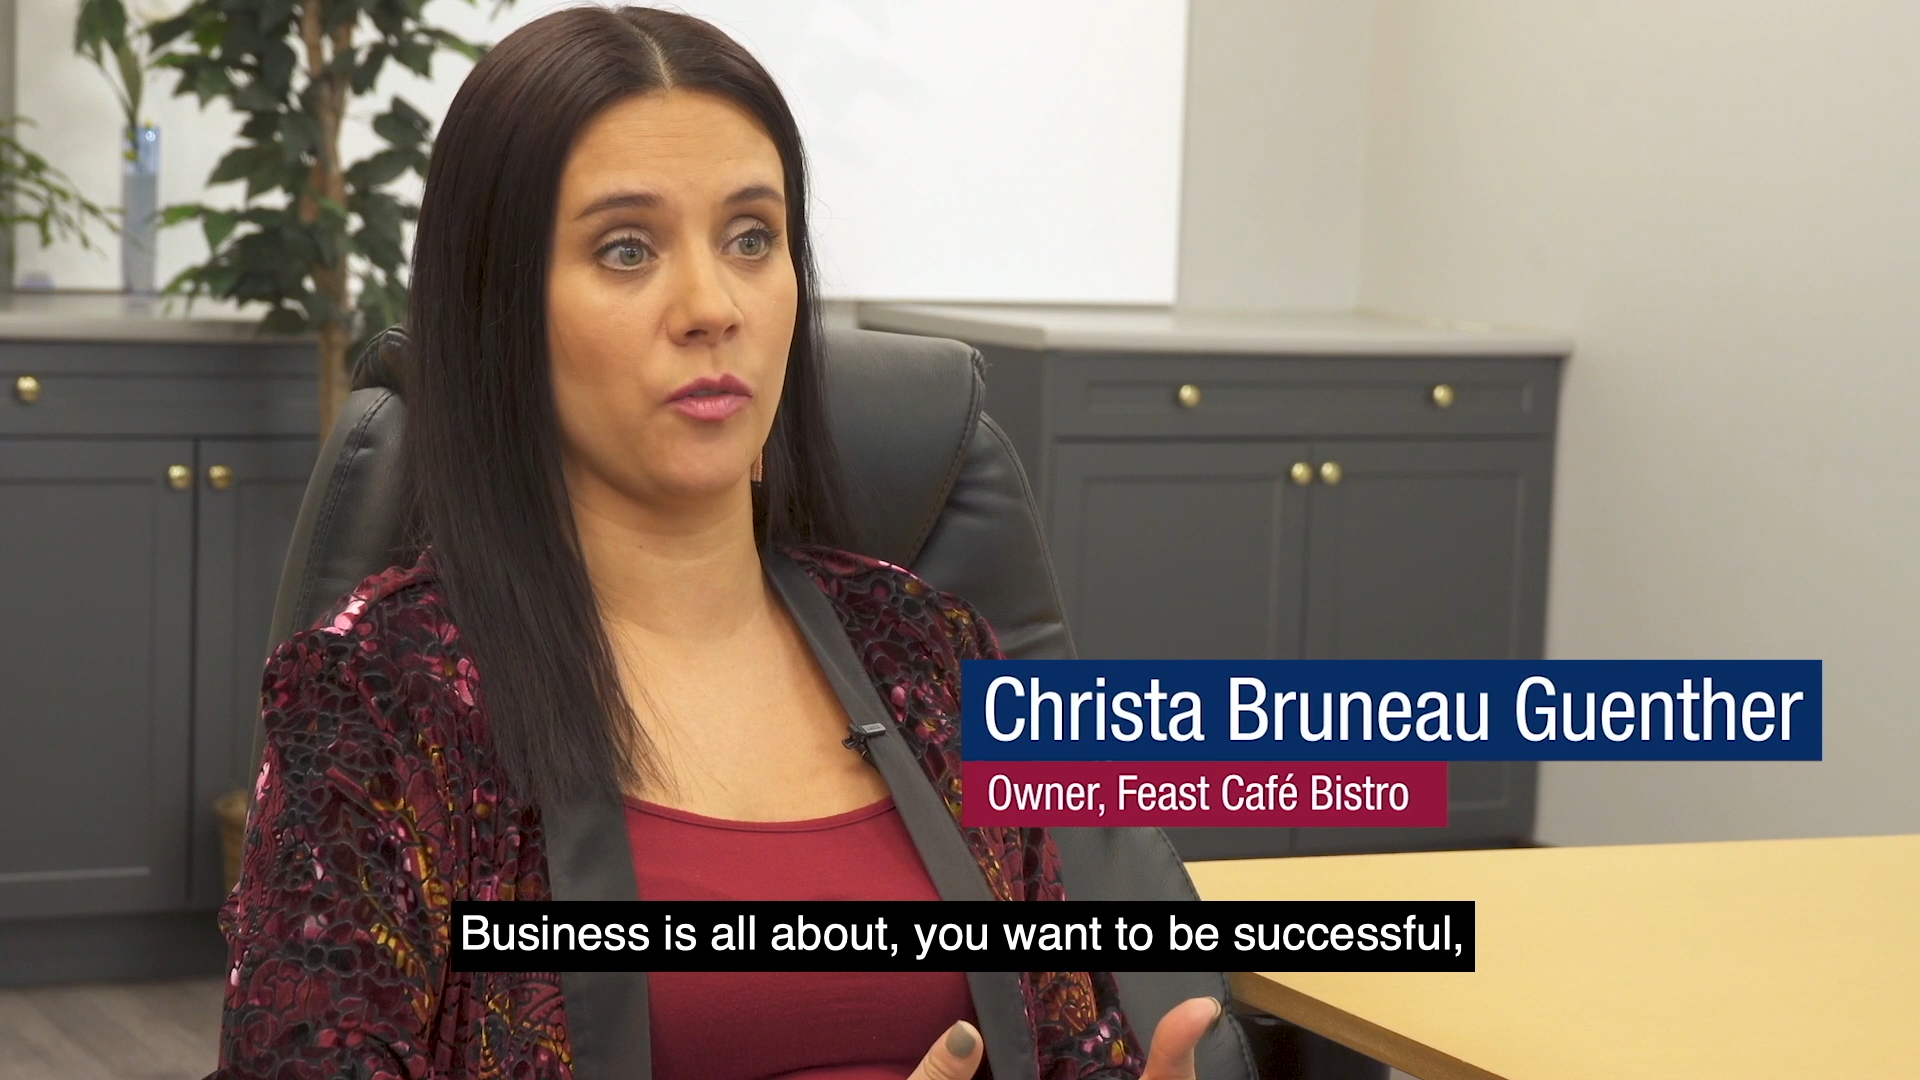 Christa Bruneau Guenther
Owner, Feast Café Bistro
Business is all about, you want to be successful,